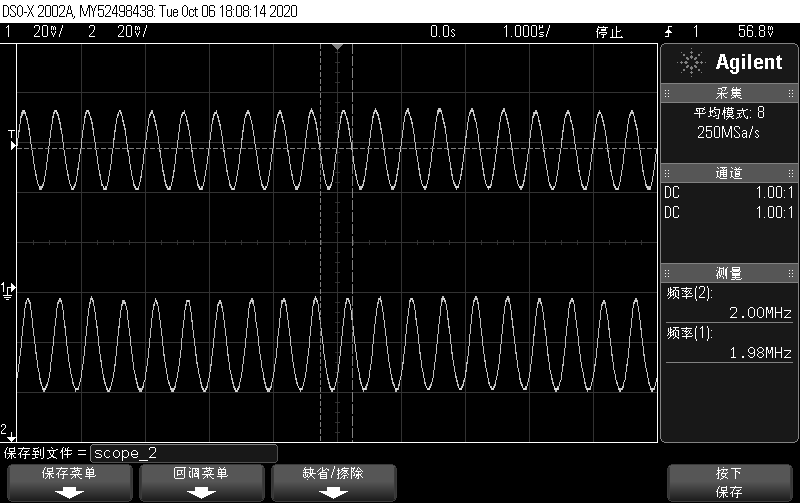 DSO-X 2002A, MY52498438: Tue Oct 06 18:08:14 2020
1 20V/ 2 20V/ 0.0s 1.000µs/ 停止 1 56.8V
Agilent
采集
平均模式: 8
250MSa/s
通道
DC 1.00:1
DC 1.00:1
测量
频率(2):
2.00MHz
频率(1):
1.98MHz
T
1
2
保存到文件 = scope_2
保存菜单
回调菜单
缺省/擦除
按下
保存